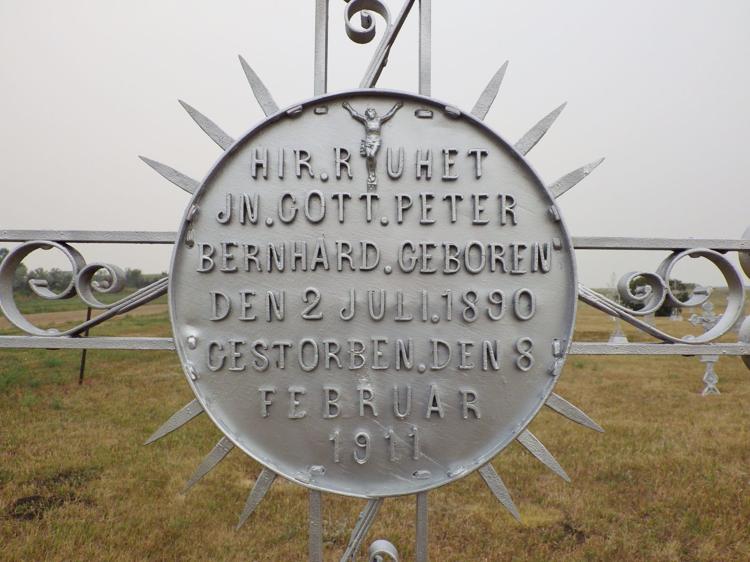 HIR.RUHET
JN.GOTT.PETER
BERNHARD.GEBOREN
DEN 2 JULI.1890
GESTORBEN.DEN 8
FEBRUAR
1911